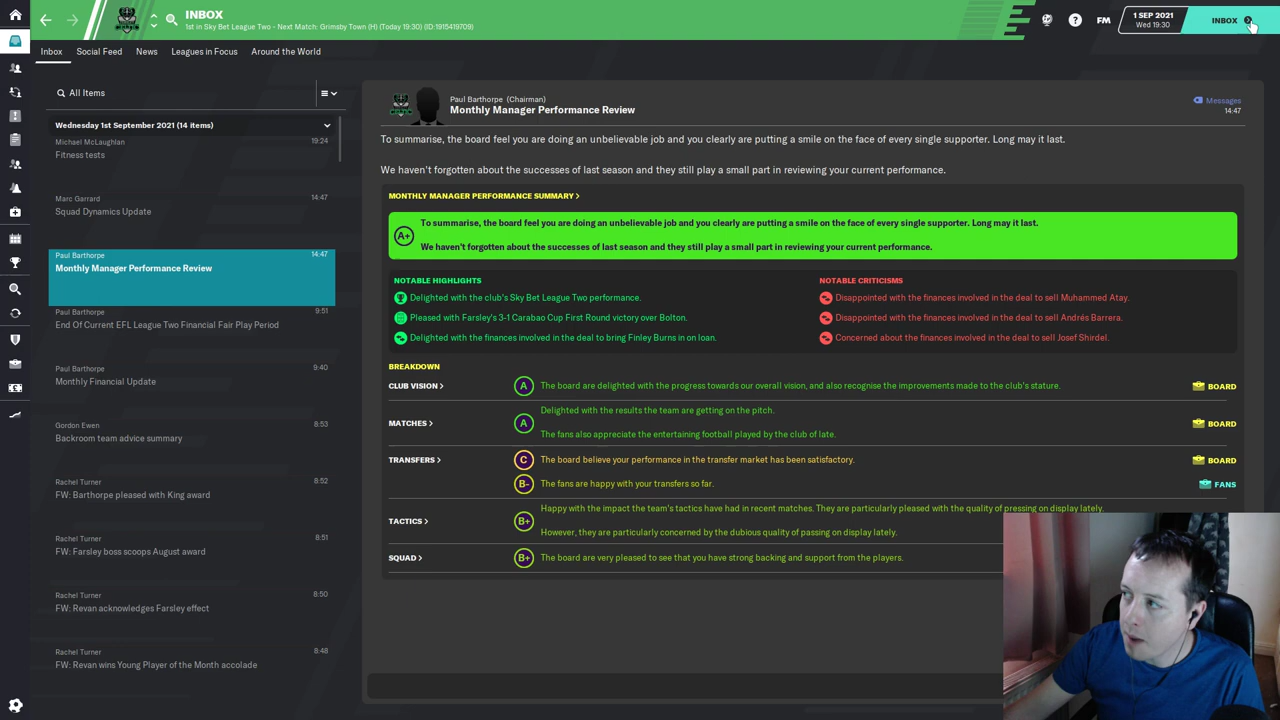 INBOX
1st in Sky Bet League Two - Next Match: Grimsby Town (H) (Today 19:30) (ID:1915419709)
?
FM
1 SEP 2021
Wed 19:30
INBOX
Inbox
Social Feed
News
Leagues in Focus
Around the World
All Items
Wednesday 1st September 2021 (14 items)
Michael McLaughlan
19:24
Fitness tests
Marc Garrard
14:47
Squad Dynamics Update
Paul Barthorpe
14:47
Monthly Manager Performance Review
Paul Barthorpe
9:51
End Of Current EFL League Two Financial Fair Play Period
Paul Barthorpe
9:40
Monthly Financial Update
Gordon Ewen
8:53
Backroom team advice summary
Rachel Turner
8:52
FW: Barthorpe pleased with King award
Rachel Turner
8:51
FW: Farsley boss scoops August award
Rachel Turner
8:50
FW: Revan acknowledges Farsley effect
Rachel Turner
8:48
FW: Revan wins Young Player of the Month accolade
Paul Barthorpe (Chairman)
Monthly Manager Performance Review
Messages
14:47
To summarise, the board feel you are doing an unbelievable job and you clearly are putting a smile on the face of every single supporter. Long may it last.
We haven't forgotten about the successes of last season and they still play a small part in reviewing your current performance.
MONTHLY MANAGER PERFORMANCE SUMMARY >
A+
To summarise, the board feel you are doing an unbelievable job and you clearly are putting a smile on the face of every single supporter. Long may it last.
We haven't forgotten about the successes of last season and they still play a small part in reviewing your current performance.
NOTABLE HIGHLIGHTS
Delighted with the club's Sky Bet League Two performance.
Pleased with Farsley's 3-1 Carabao Cup First Round victory over Bolton.
Delighted with the finances involved in the deal to bring Finley Burns in on loan.
NOTABLE CRITICISMS
Disappointed with the finances involved in the deal to sell Muhammed Atay.
Disappointed with the finances involved in the deal to sell Andrés Barrera.
Concerned about the finances involved in the deal to sell Josef Shirdel.
BREAKDOWN
CLUB VISION >
A
The board are delighted with the progress towards our overall vision, and also recognise the improvements made to the club's stature.
BOARD
MATCHES >
A
Delighted with the results the team are getting on the pitch.
The fans also appreciate the entertaining football played by the club of late.
BOARD
TRANSFERS >
C
The board believe your performance in the transfer market has been satisfactory.
BOARD
B-
The fans are happy with your transfers so far.
FANS
TACTICS >
B+
Happy with the impact the team's tactics have had in recent matches. They are particularly pleased with the quality of pressing on display lately.
However, they are particularly concerned by the dubious quality of passing on display lately.
SQUAD >
B+
The board are very pleased to see that you have strong backing and support from the players.